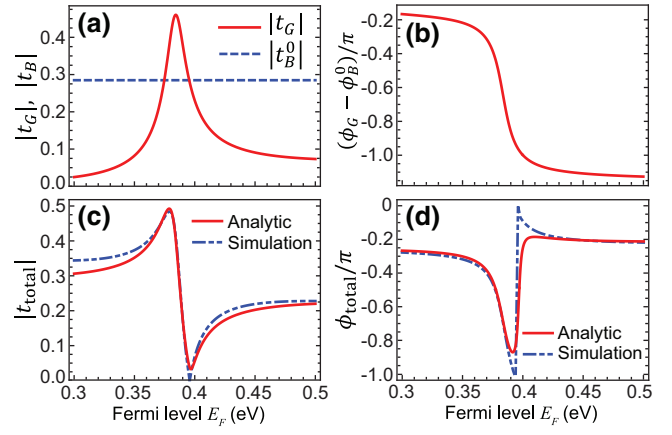 (a)
|t_G|
|t_B^0|
|t_G|, |t_B|
0.4
0.3
0.2
0.1
0.0
(b)
(ϕ_G − ϕ_B^0)/π
-0.2
-0.4
-0.6
-0.8
-1.0
(c)
Analytic
Simulation
|t_total|
0.5
0.4
0.3
0.2
0.1
0.0
0.3 0.35 0.4 0.45 0.5
Fermi level E_F (eV)
(d)
Analytic
Simulation
ϕ_total/π
0
-0.2
-0.4
-0.6
-0.8
-1.0
0.3 0.35 0.4 0.45 0.5
Fermi level E_F (eV)